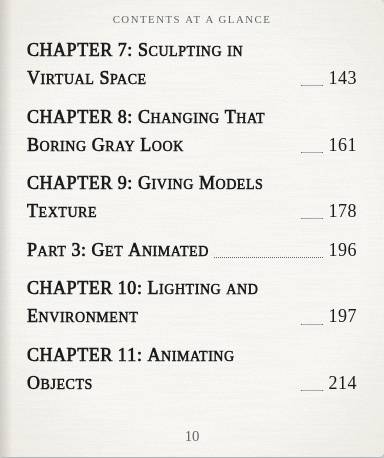 CONTENTS AT A GLANCE
CHAPTER 7: SCULPTING IN
VIRTUAL SPACE 143
CHAPTER 8: CHANGING THAT
BORING GRAY LOOK 161
CHAPTER 9: GIVING MODELS
TEXTURE 178
PART 3: GET ANIMATED 196
CHAPTER 10: LIGHTING AND
ENVIRONMENT 197
CHAPTER 11: ANIMATING
OBJECTS 214
10